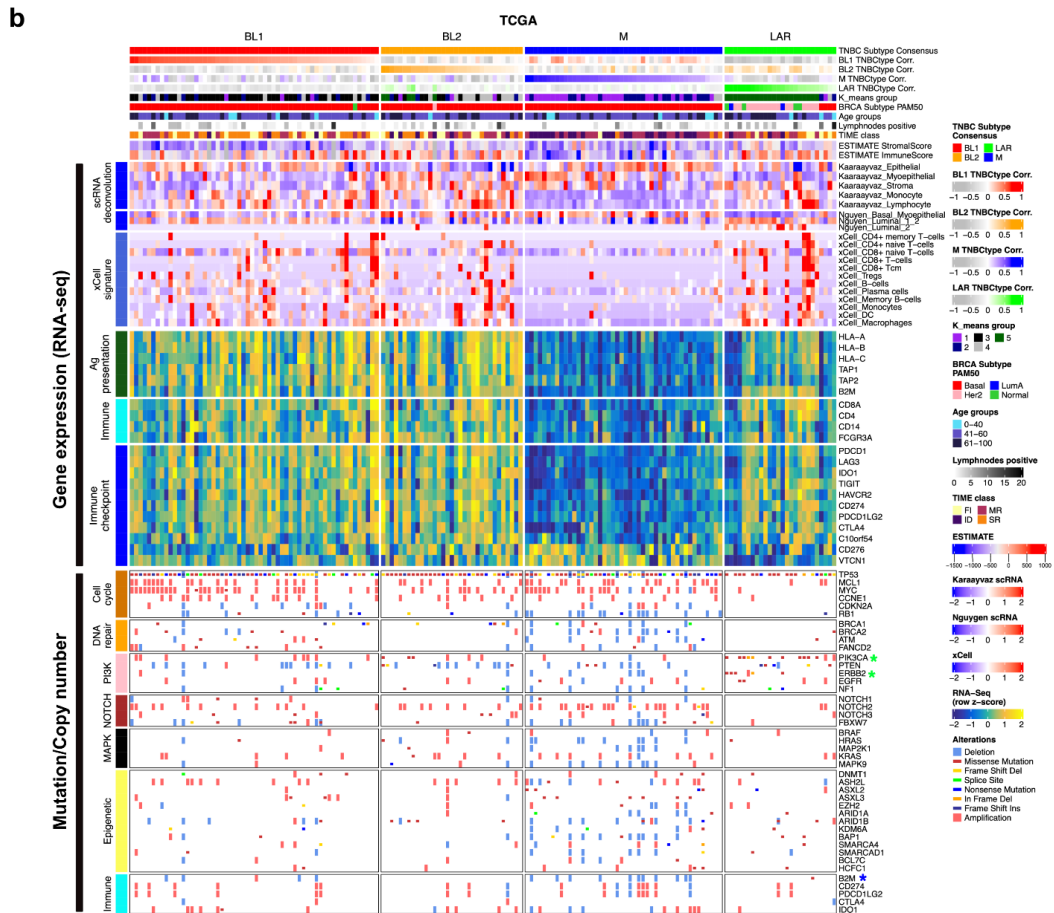 b
TCGA
BL1
BL2
M
LAR
TNBC Subtype Consensus
BL1 TNBCtype Corr.
BL2 TNBCtype Corr.
M TNBCtype Corr.
LAR TNBCtype Corr.
K_means group
BRCA Subtype PAM50
Age groups
Lymphnodes positive
TIME class
ESTIMATE StromalScore
ESTIMATE ImmuneScore
Gene expression (RNA-seq)
scRNA
deconvolution
Kaaraayvaz_Epithelial
Kaaraayvaz_Myoepithelial
Kaaraayvaz_Stroma
Kaaraayvaz_Monocyte
Kaaraayvaz_Lymphocyte
Nguyen_Basal_Myoepithelial
Nguyen_Luminal_1_2
Nguyen_Luminal_2
xCell
signature
xCell_CD4+ memory T-cells
xCell_CD4+ naive T-cells
xCell_CD8+ naive T-cells
xCell_CD8+ T-cells
xCell_CD8+ Tcm
xCell_Tregs
xCell_B-cells
xCell_Plasma cells
xCell_Memory B-cells
xCell_Monocytes
xCell_DC
xCell_Macrophages
Ag
presentation
HLA-A
HLA-B
HLA-C
TAP1
TAP2
B2M
Immune
CD8A
CD4
CD14
FCGR3A
Immune
checkpoint
PDCD1
LAG3
IDO1
TIGIT
HAVCR2
CD274
PDCD1LG2
CTLA4
C10orf54
CD276
VTCN1
Mutation/Copy number
Cell
cycle
TP53
MCL1
MYC
CCNE1
CDKN2A
RB1
DNA
repair
BRCA1
BRCA2
ATM
FANCD2
PI3K
PIK3CA *
PTEN
ERBB2 *
EGFR
NF1
NOTCH
NOTCH1
NOTCH2
NOTCH3
FBXW7
MAPK
BRAF
HRAS
MAP2K1
KRAS
MAPK9
Epigenetic
DNMT1
ASH2L
ASXL2
ASXL3
EZH2
ARID1A
ARID1B
KDM6A
BAP1
SMARCA4
SMARCAD1
BCL7C
HCFC1
Immune
B2M *
CD274
PDCD1LG2
CTLA4
IDO1
TNBC Subtype
Consensus
BL1 LAR
BL2 M
BL1 TNBCtype Corr.
−1 −0.5 0 0.5 1
BL2 TNBCtype Corr.
−1 −0.5 0 0.5 1
M TNBCtype Corr.
−1 −0.5 0 0.5 1
LAR TNBCtype Corr.
−1 −0.5 0 0.5 1
K_means group
1 3 5
2 4
BRCA Subtype
PAM50
Basal LumA
Her2 Normal
Age groups
0−40
41−60
61−100
Lymphnodes positive
0 5 10 15 20
TIME class
FI MR
ID SR
ESTIMATE
−1500 −500 0 500 1000
Karaayvaz scRNA
−2 −1 0 1 2
Nguygen scRNA
−2 −1 0 1 2
xCell
−2 −1 0 1 2
RNA−Seq
(row z−score)
−2 −1 0 1 2
Alterations
Deletion
Missense Mutation
Frame Shift Del
Splice Site
Nonsense Mutation
In Frame Del
Frame Shift Ins
Amplification